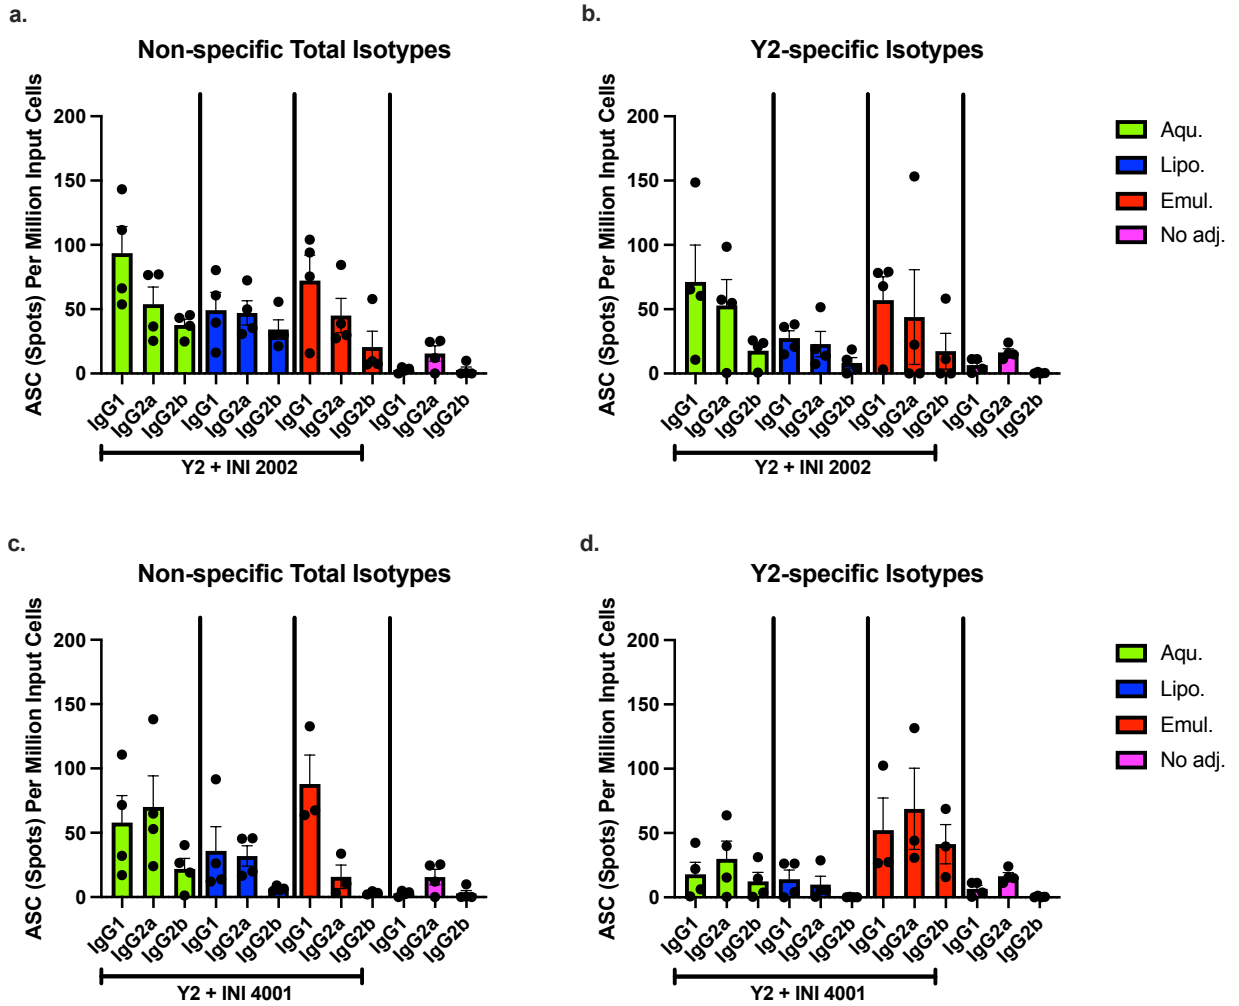 a.
Non-specific Total Isotypes
ASC (Spots) Per Million Input Cells
200
150
100
50
0
IgG1
IgG2a
IgG2b
IgG1
IgG2a
IgG2b
IgG1
IgG2a
IgG2b
IgG1
IgG2a
IgG2b
Y2 + INI 2002
b.
Y2-specific Isotypes
ASC (Spots) Per Million Input Cells
200
150
100
50
0
IgG1
IgG2a
IgG2b
IgG1
IgG2a
IgG2b
IgG1
IgG2a
IgG2b
IgG1
IgG2a
IgG2b
Y2 + INI 2002
Aqu.
Lipo.
Emul.
No adj.
c.
Non-specific Total Isotypes
ASC (Spots) Per Million Input Cells
200
150
100
50
0
IgG1
IgG2a
IgG2b
IgG1
IgG2a
IgG2b
IgG1
IgG2a
IgG2b
IgG1
IgG2a
IgG2b
Y2 + INI 4001
d.
Y2-specific Isotypes
ASC (Spots) Per Million Input Cells
200
150
100
50
0
IgG1
IgG2a
IgG2b
IgG1
IgG2a
IgG2b
IgG1
IgG2a
IgG2b
IgG1
IgG2a
IgG2b
Y2 + INI 4001
Aqu.
Lipo.
Emul.
No adj.